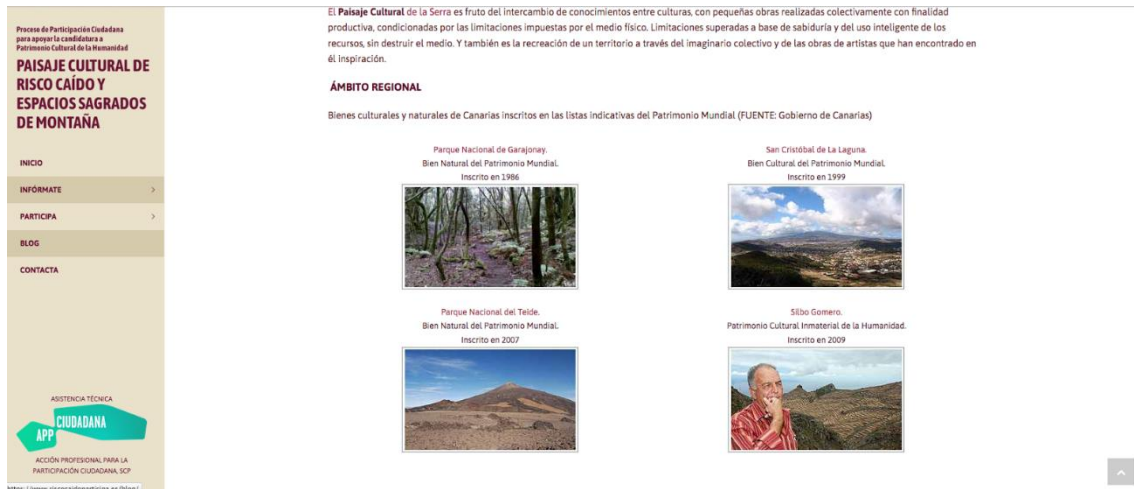 Proceso de Participación Ciudadana
para apoyar la candidatura a
Patrimonio Cultural de la Humanidad
PAISAJE CULTURAL DE
RISCO CAÍDO Y
ESPACIOS SAGRADOS
DE MONTAÑA
INICIO
INFÓRMATE
PARTICIPA
BLOG
CONTACTA
ASISTENCIA TÉCNICA
CIUDADANA
APP
ACCIÓN PROFESIONAL PARA LA
PARTICIPACIÓN CIUDADANA, SCP
El Paisaje Cultural de la Serra es fruto del intercambio de conocimientos entre culturas, con pequeñas obras realizadas colectivamente con finalidad
productiva, condicionadas por las limitaciones impuestas por el medio físico. Limitaciones superadas a base de sabiduría y del uso inteligente de los
recursos, sin destruir el medio. Y también es la recreación de un territorio a través del imaginario colectivo y de las obras de artistas que han encontrado en
él inspiración.
ÁMBITO REGIONAL
Bienes culturales y naturales de Canarias inscritos en las listas indicativas del Patrimonio Mundial (FUENTE: Gobierno de Canarias)
Parque Nacional de Garajonay.
Bien Natural del Patrimonio Mundial.
Inscrito en 1986
San Cristóbal de La Laguna.
Bien Cultural del Patrimonio Mundial.
Inscrito en 1999
Parque Nacional del Teide.
Bien Natural del Patrimonio Mundial.
Inscrito en 2007
Silbo Gomero.
Patrimonio Cultural Inmaterial de la Humanidad.
Inscrito en 2009